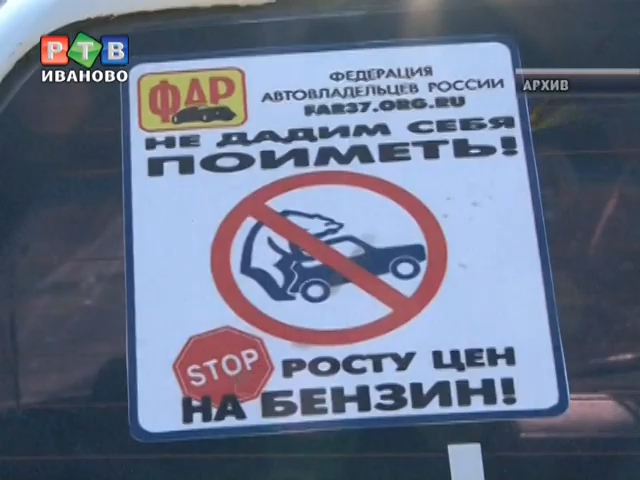 РТВ
ИВАНОВО
АРХИВ
ФАР
ФЕДЕРАЦИЯ
АВТОВЛАДЕЛЬЦЕВ РОССИИ
FAR37.ORG.RU
НЕ ДАДИМ СЕБЯ
ПОИМЕТЬ!
STOP РОСТУ ЦЕН
НА БЕНЗИН!